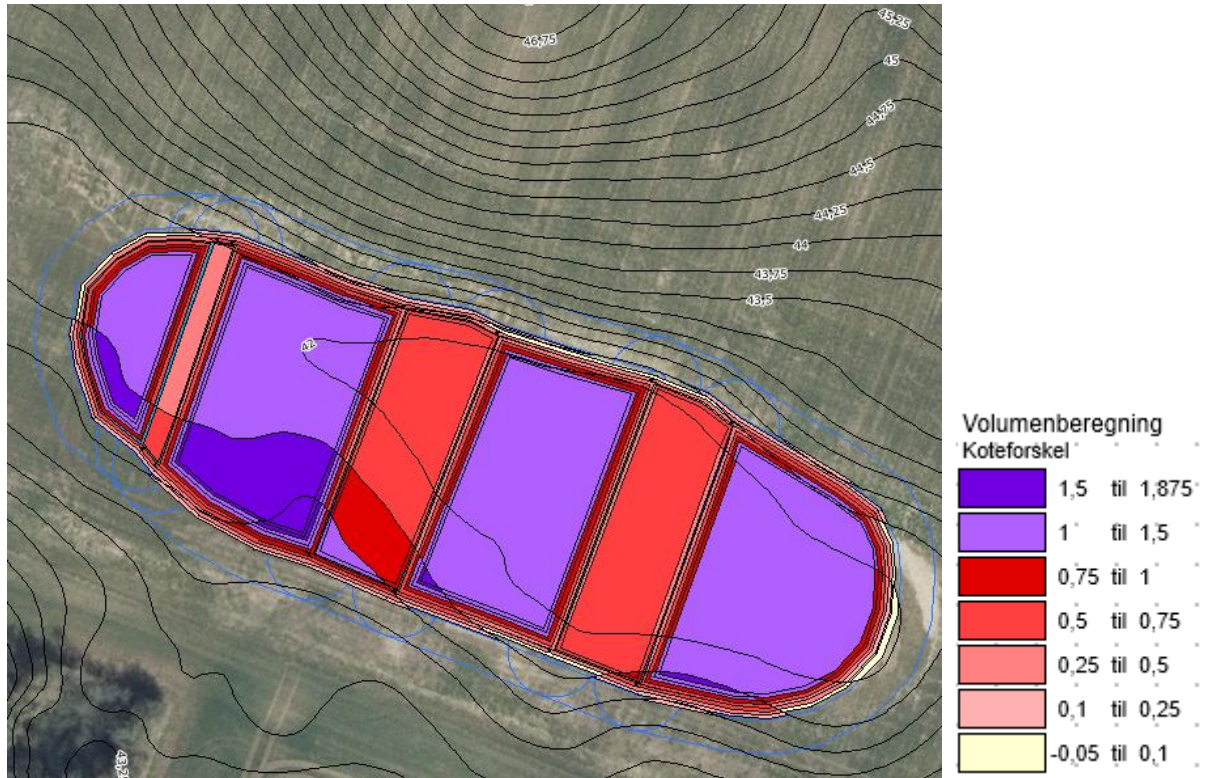 46,75
45,25
45
44,75
44,5
44,25
44
43,75
43,5
42
Volumenberegning
Koteforskel
1,5 til 1,875
1 til 1,5
0,75 til 1
0,5 til 0,75
0,25 til 0,5
0,1 til 0,25
-0,05 til 0,1